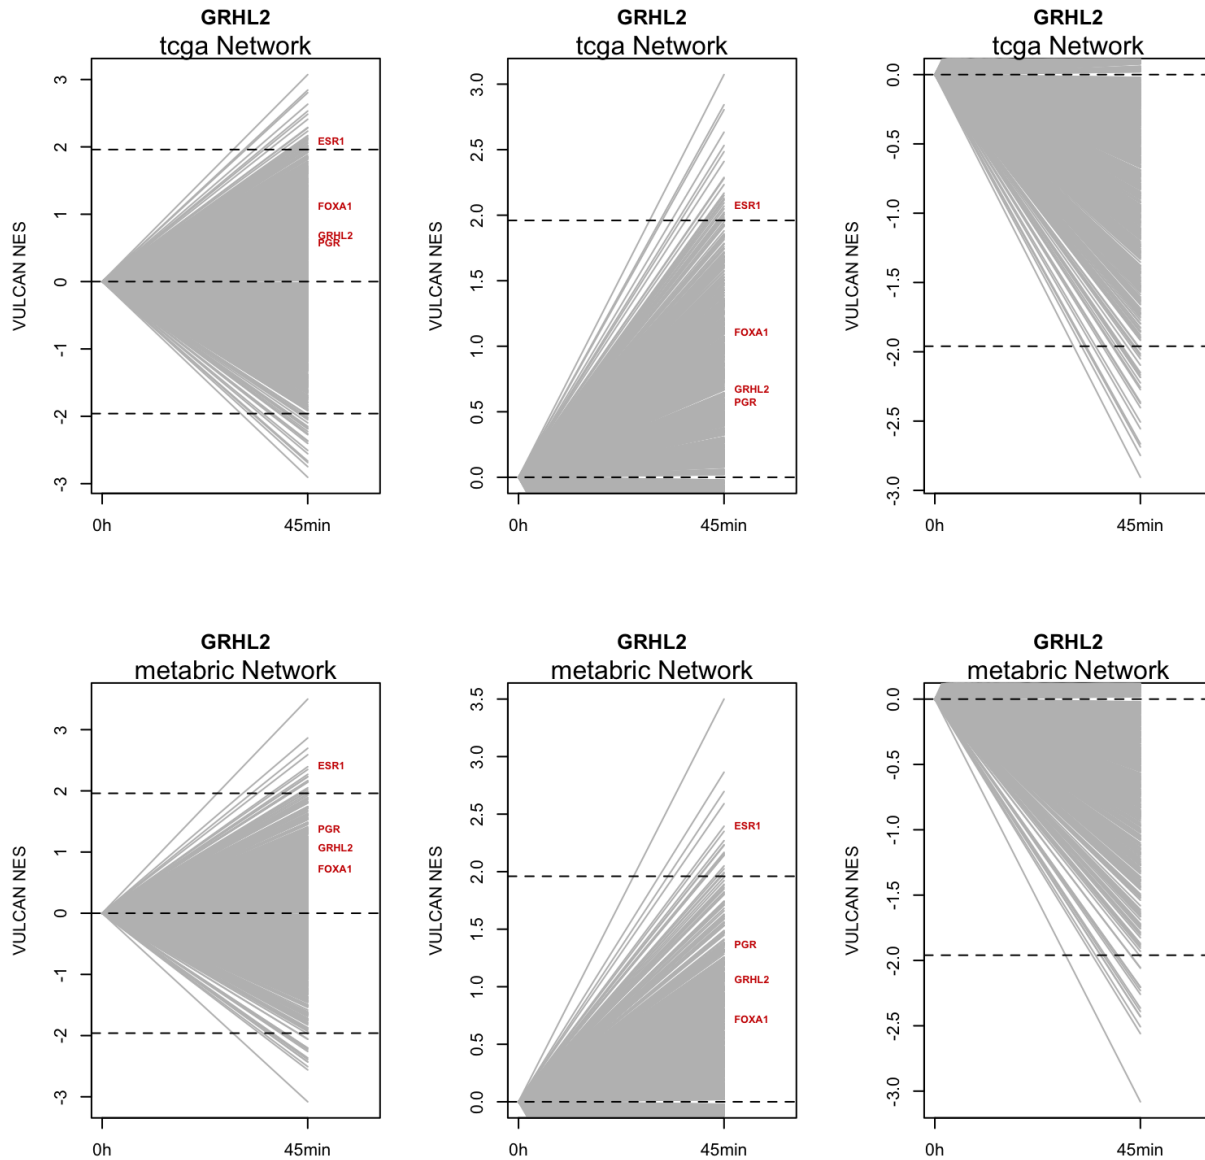 GRHL2
tcga Network
VULCAN NES
3
2
1
0
-1
-2
-3
ESR1
FOXA1
GRHL2
PGR
0h
45min
GRHL2
tcga Network
VULCAN NES
3.0
2.5
2.0
1.5
1.0
0.5
0.0
ESR1
FOXA1
GRHL2
PGR
0h
45min
GRHL2
tcga Network
VULCAN NES
0.0
-0.5
-1.0
-1.5
-2.0
-2.5
-3.0
0h
45min
GRHL2
metabric Network
VULCAN NES
3
2
1
0
-1
-2
-3
ESR1
PGR
GRHL2
FOXA1
0h
45min
GRHL2
metabric Network
VULCAN NES
3.5
3.0
2.5
2.0
1.5
1.0
0.5
0.0
ESR1
PGR
GRHL2
FOXA1
0h
45min
GRHL2
metabric Network
VULCAN NES
0.0
-0.5
-1.0
-1.5
-2.0
-2.5
-3.0
0h
45min